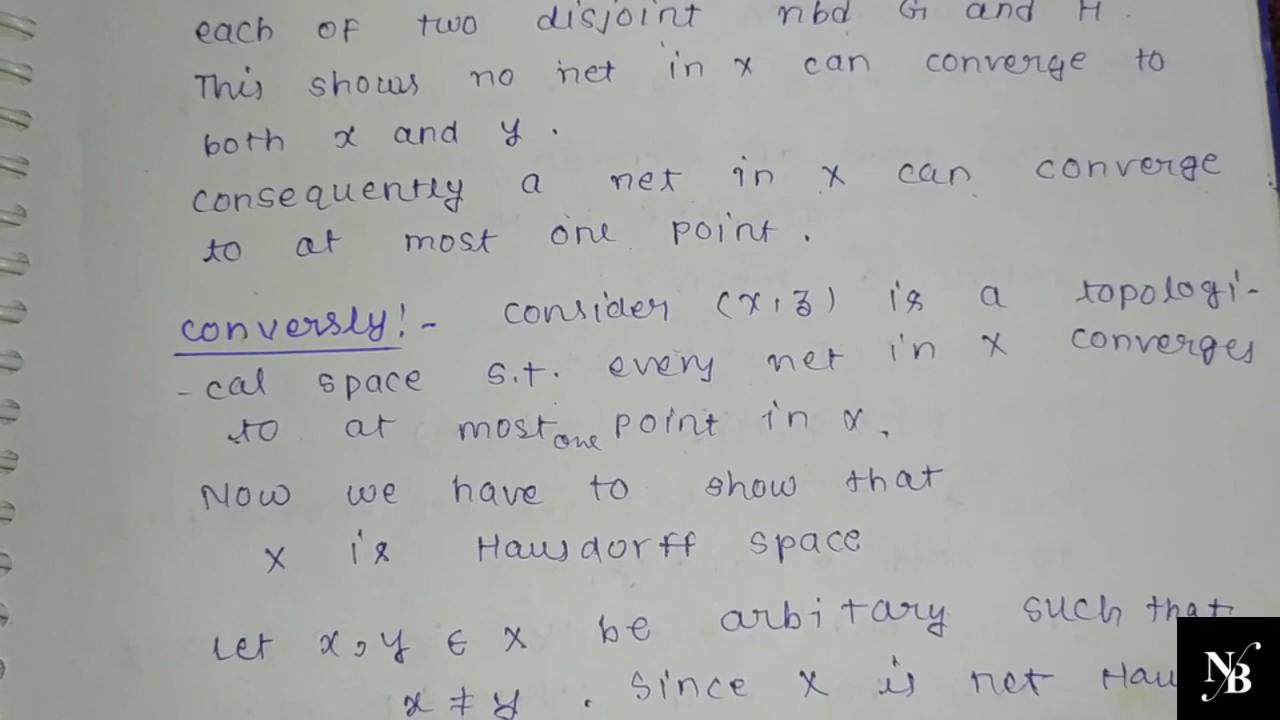 each of two disjoint nbd G and H.
This shows no net in x can converge to
both x and y.
consequently a net in x can converge
to at most one point.
conversly!- consider (x, ʒ) is a topologi-
-cal space s.t. every net in x converges
to at most one point in x.
Now we have to show that
x is Hausdorff space
Let x, y ∈ x be arbitary such that
x ≠ y. Since x is not Hau
NB